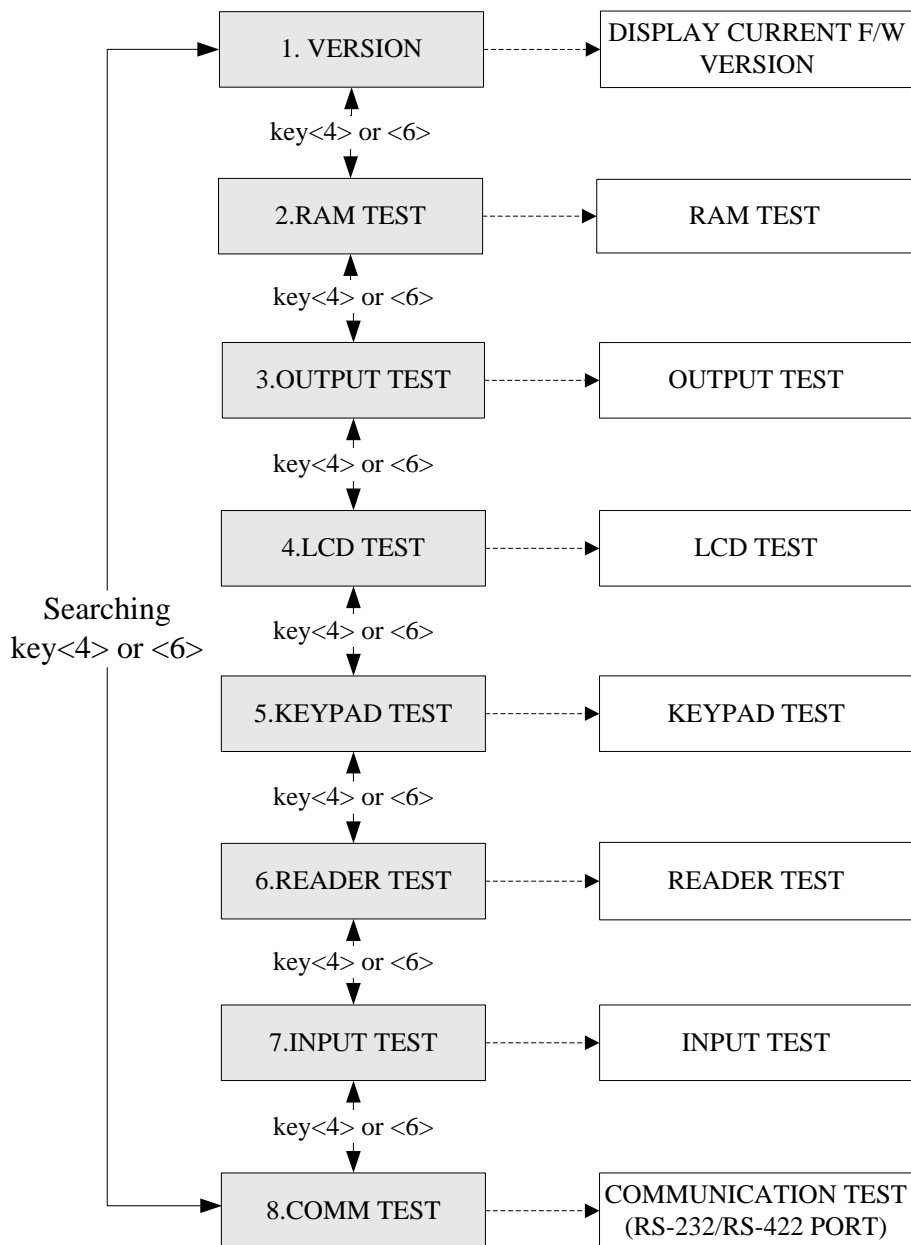 1. VERSION
DISPLAY CURRENT F/W
VERSION
key<4> or <6>
2.RAM TEST
RAM TEST
key<4> or <6>
3.OUTPUT TEST
OUTPUT TEST
key<4> or <6>
4.LCD TEST
LCD TEST
Searching
key<4> or <6>
key<4> or <6>
5.KEYPAD TEST
KEYPAD TEST
key<4> or <6>
6.READER TEST
READER TEST
key<4> or <6>
7.INPUT TEST
INPUT TEST
key<4> or <6>
8.COMM TEST
COMMUNICATION TEST
(RS-232/RS-422 PORT)